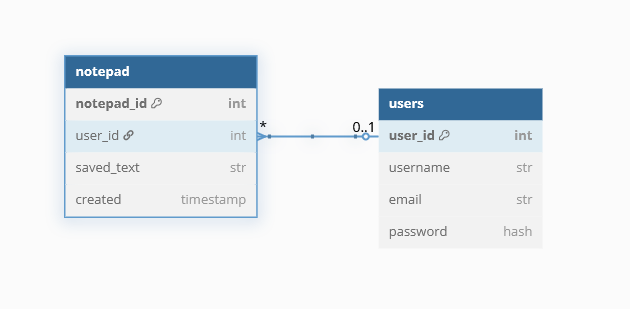 notepad
notepad_id int
user_id int
saved_text str
created timestamp
* 0..1
users
user_id int
username str
email str
password hash